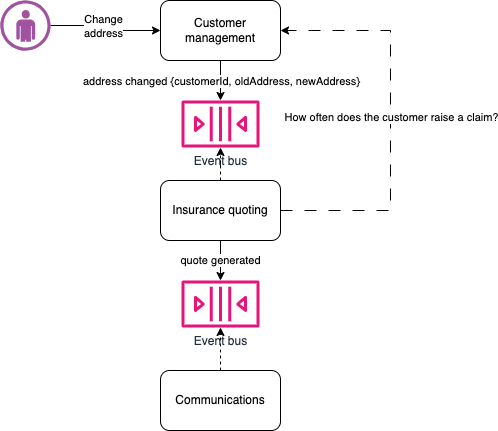 Change
address
Customer
management
address changed {customerId, oldAddress, newAddress}
How often does the customer raise a claim?
Event bus
Insurance quoting
quote generated
Event bus
Communications